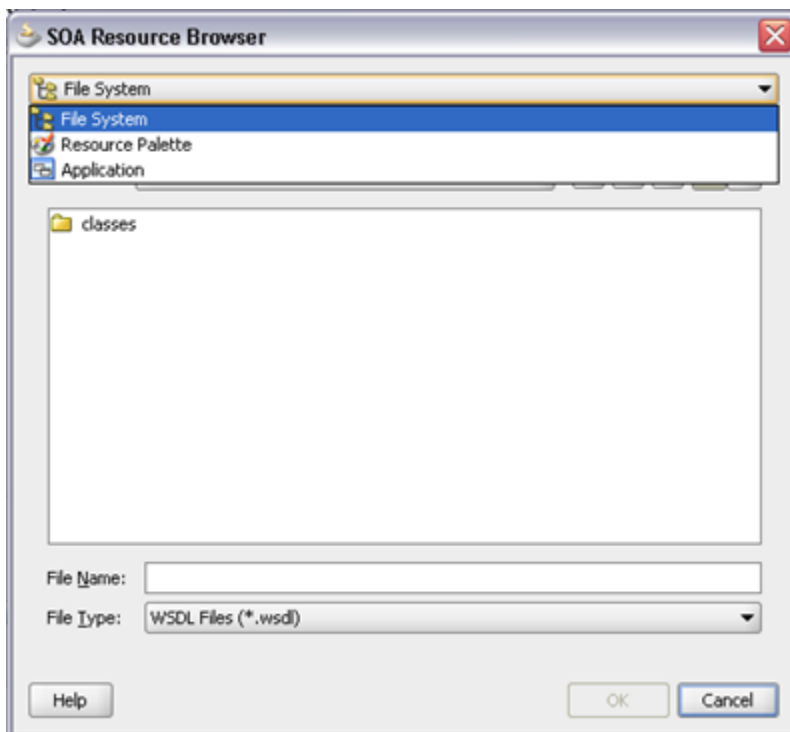 SOA Resource Browser
File System
File System
Resource Palette
Application
classes
File Name:
File Type: WSDL Files (*.wsdl)
Help OK Cancel